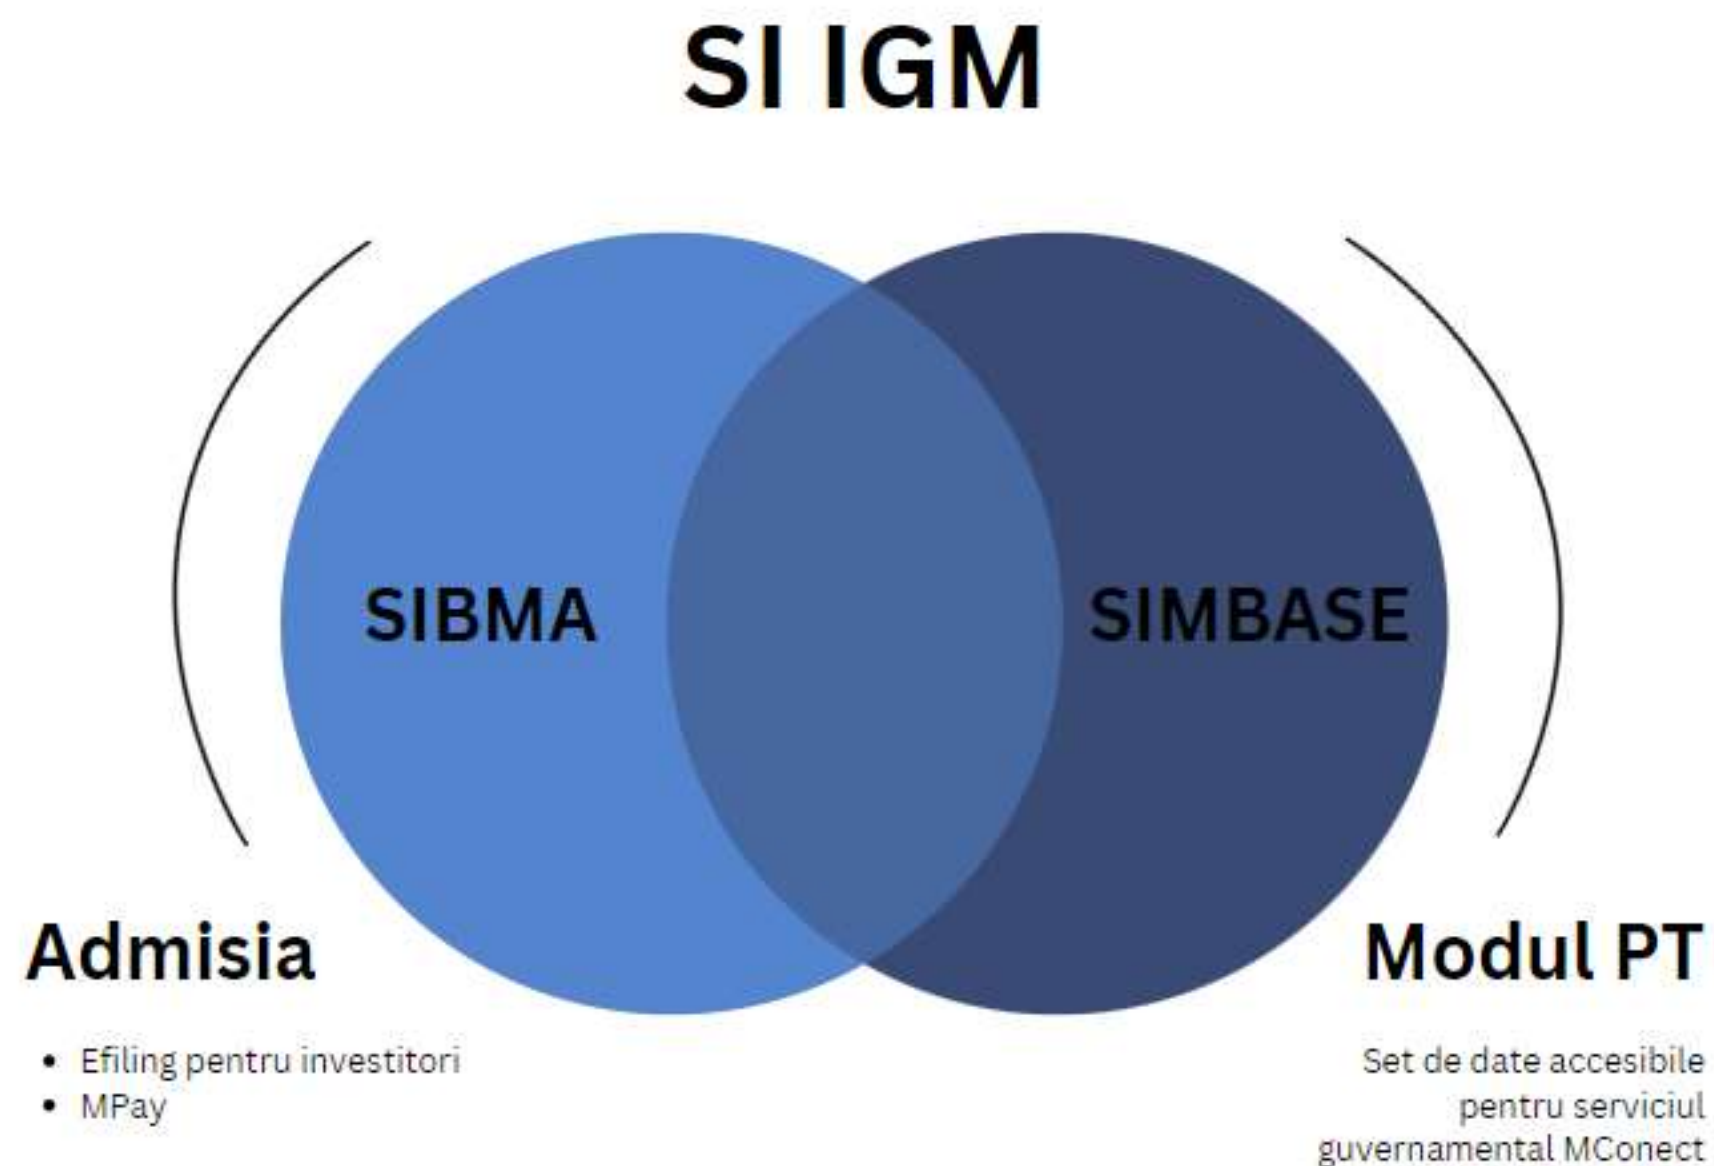 SI IGM
SIBMA
SIMBASE
Admisia
• Efiling pentru investitori
• MPay
Modul PT
Set de date accesibile
pentru serviciul
guvernamental MConect